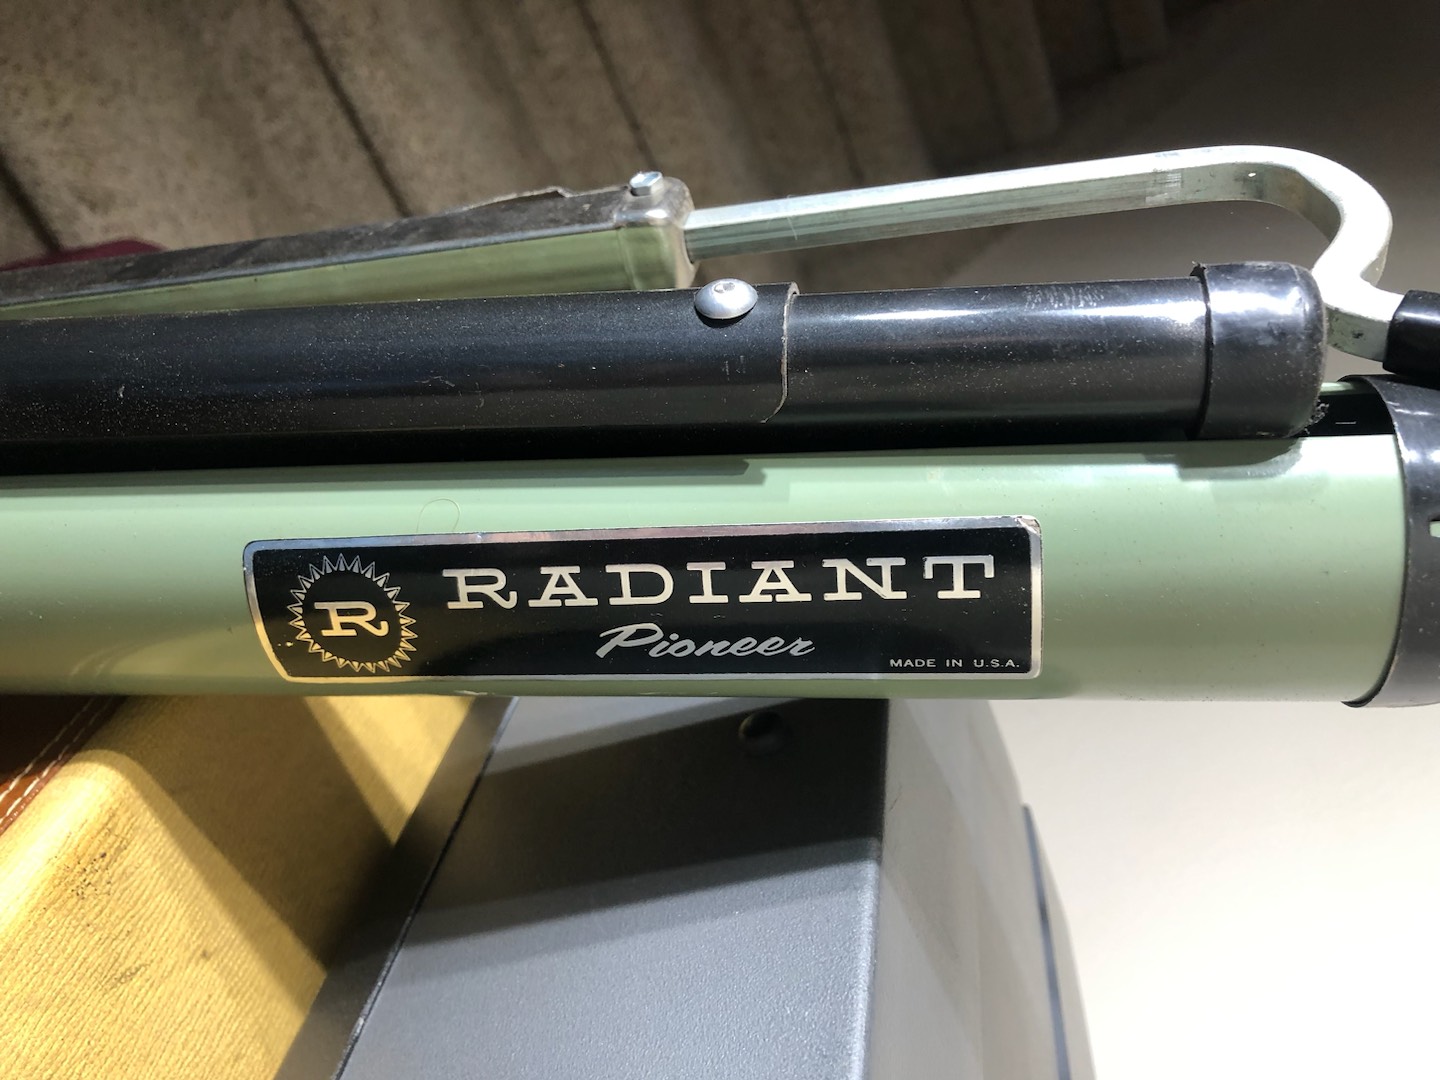 R
RADIANT
Pioneer
MADE IN U.S.A.